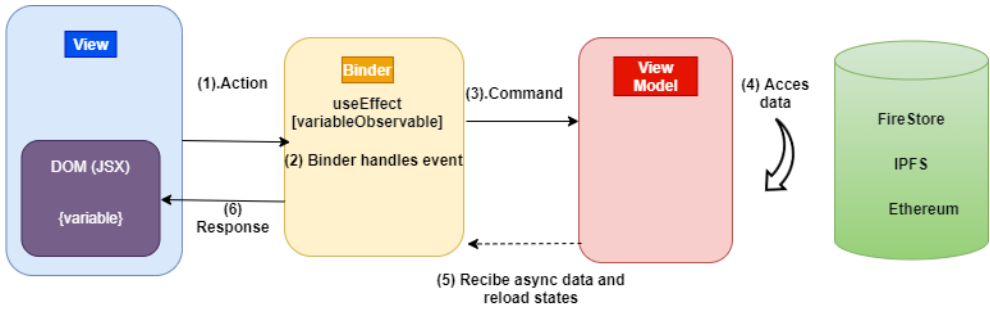 View
(1).Action
DOM (JSX)
{variable}
(6)
Response
Binder
useEffect
[variableObservable]
(2) Binder handles event
(3).Command
View
Model
(4) Acces
data
(5) Recibe async data and
reload states
FireStore
IPFS
Ethereum